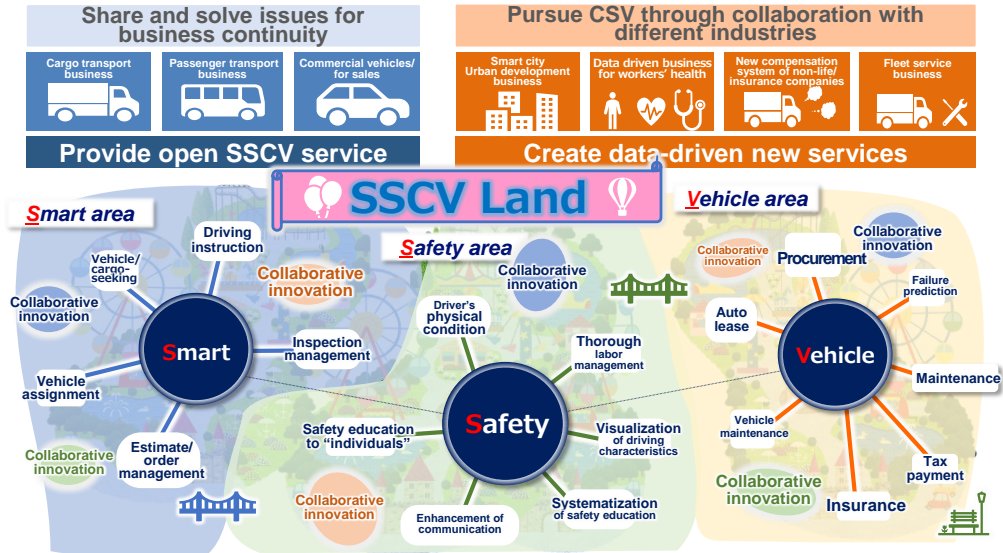 Share and solve issues for
business continuity
Pursue CSV through collaboration with
different industries
Cargo transport
business
Passenger transport
business
Commercial vehicles/
for sales
Smart city
Urban development
business
Data driven business
for workers' health
New compensation
system of non-life/
insurance companies
Fleet service
business
Provide open SSCV service
Create data-driven new services
SSCV Land
Smart area
Safety area
Vehicle area
Driving
instruction
Vehicle/
cargo-
seeking
Collaborative
innovation
Collaborative
innovation
Smart
Inspection
management
Vehicle
assignment
Estimate/
order
management
Collaborative
innovation
Collaborative
innovation
Driver's
physical
condition
Thorough
labor
management
Safety
Safety education
to “individuals”
Visualization
of driving
characteristics
Collaborative
innovation
Enhancement of
communication
Systematization
of safety education
Collaborative
innovation
Procurement
Collaborative
innovation
Failure
prediction
Auto
lease
Vehicle
Maintenance
Vehicle
maintenance
Tax
payment
Collaborative
innovation
Insurance